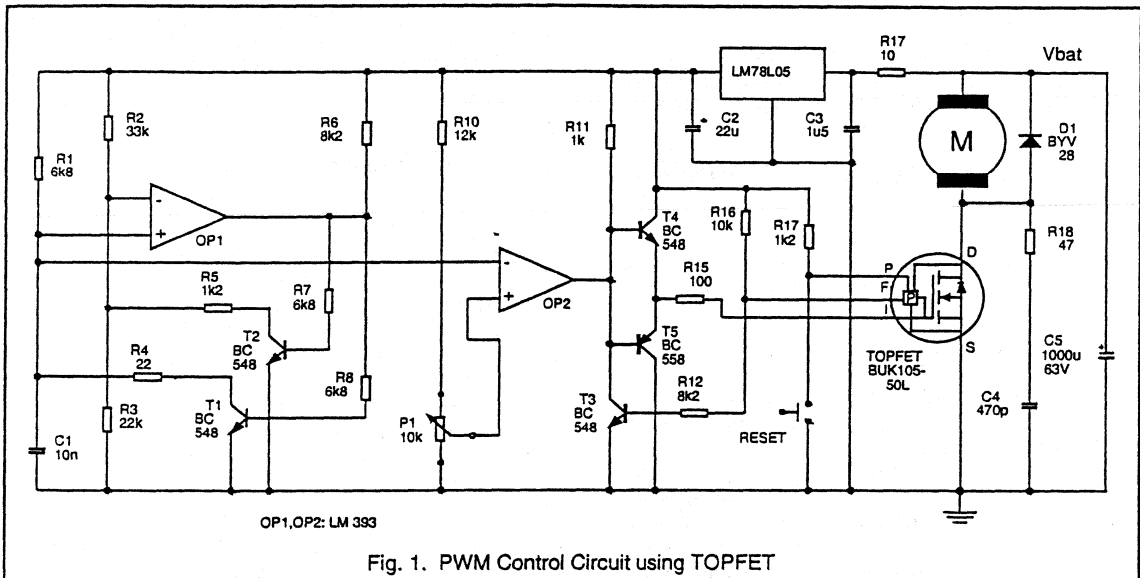 R17
10
Vbat
LM78L05
R2
33k
R6
8k2
R10
12k
R11
1k
C2
22u
+
C3
1u5
M
D1
BYV
28
R1
6k8
-
+
OP1
T4
BC
548
R16
10k
R17
1k2
R18
47
R5
1k2
R7
6k8
-
+
OP2
R15
100
P
F
I
P
D
S
TOPFET
BUK105-
50L
T2
BC
548
T5
BC
558
C5
1000u
63V
+
R4
22
R8
6k8
R3
22k
T1
BC
548
P1
10k
T3
BC
548
R12
8k2
RESET
C4
470p
C1
10n
OP1,OP2: LM 393
Fig. 1. PWM Control Circuit using TOPFET